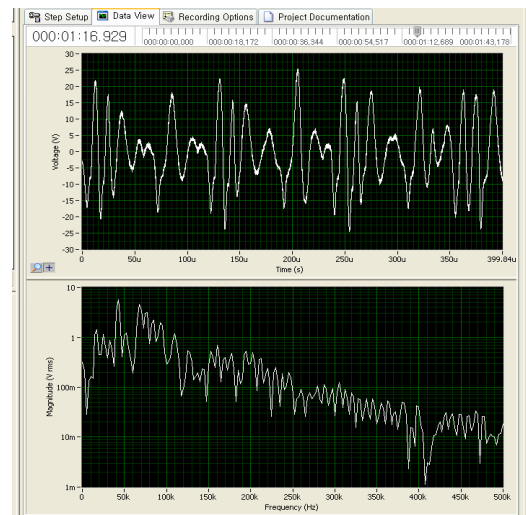 Step Setup Data View Recording Options Project Documentation
000:01:16.929
000:00:00,000 000:00:18,172 000:00:36,344 000:00:54,517 000:01:12,689 000:01:43,176
Voltage (V)
30
25
20
15
10
5
0
-5
-10
-15
-20
-25
-30
0 50u 100u 150u 200u 250u 300u 350u 399.84u
Time (s)
Magnitude (V rms)
10
1
100m
10m
1m
0 50k 100k 150k 200k 250k 300k 350k 400k 450k 500k
Frequency (Hz)